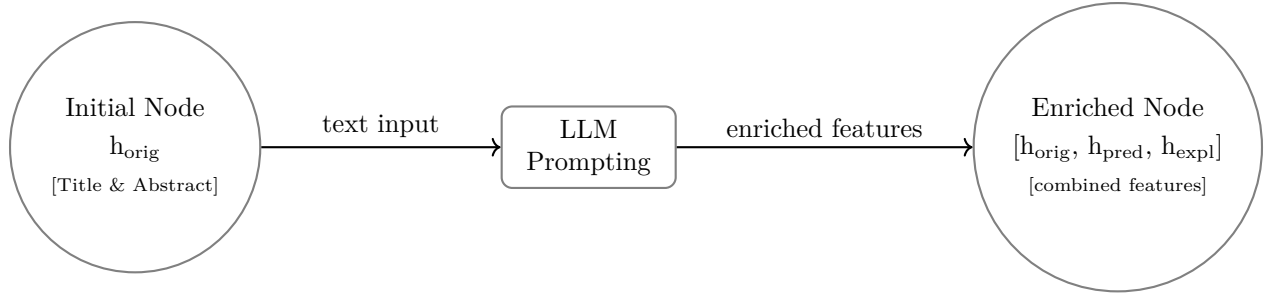 Initial Node
h_orig
[Title & Abstract]
text input
LLM
Prompting
enriched features
Enriched Node
[h_orig, h_pred, h_expl]
[combined features]